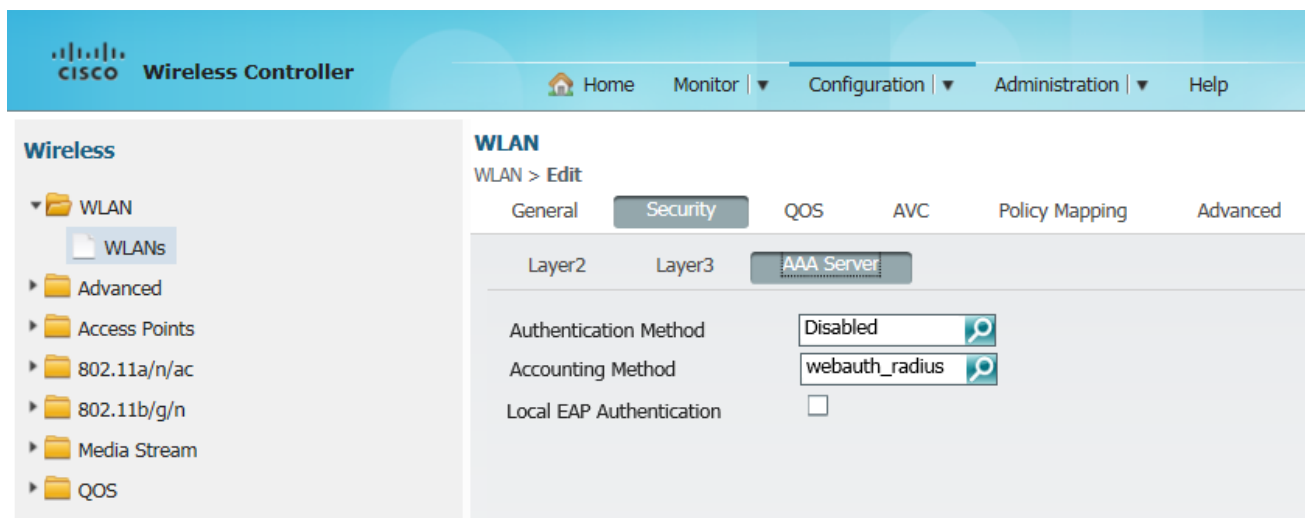 CISCO Wireless Controller
Home Monitor Configuration Administration Help
Wireless
WLAN
WLANs
Advanced
Access Points
802.11a/n/ac
802.11b/g/n
Media Stream
QOS
WLAN
WLAN > Edit
General Security QOS AVC Policy Mapping Advanced
Layer2 Layer3 AAA Server
Authentication Method Disabled
Accounting Method webauth_radius
Local EAP Authentication